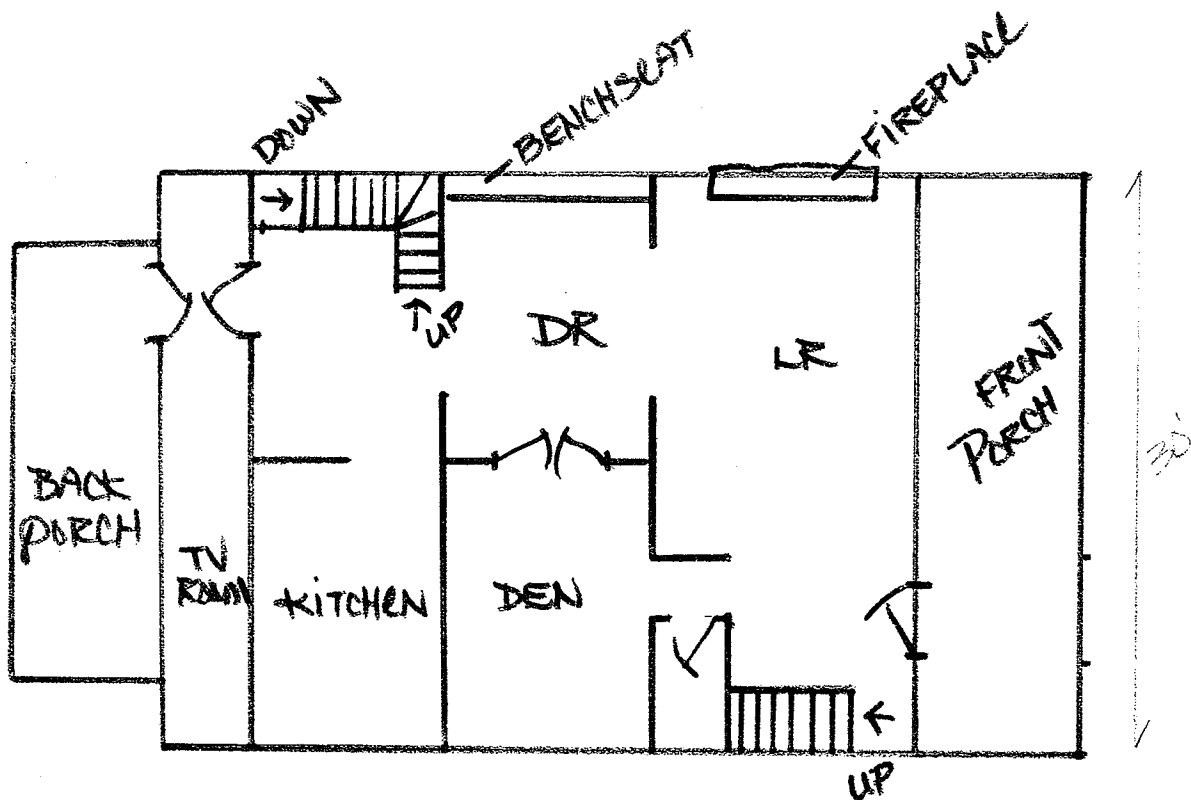 DOWN
BENCHSEAT
FIREPLACE
UP
DR
LR
FRONT
PORCH
30'
BACK
PORCH
TV
ROOM
KITCHEN
DEN
UP